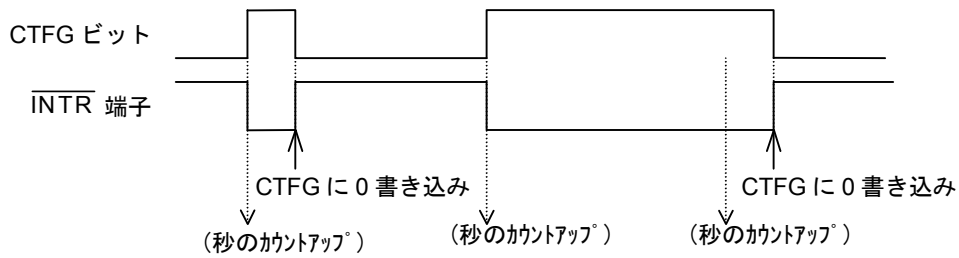 CTFG ビット
INTR 端子
CTFG に 0 書き込み
CTFG に 0 書き込み
(秒のｶｳﾝﾄｱｯﾌﾟ)
(秒のｶｳﾝﾄｱｯﾌﾟ)
(秒のｶｳﾝﾄｱｯﾌﾟ)